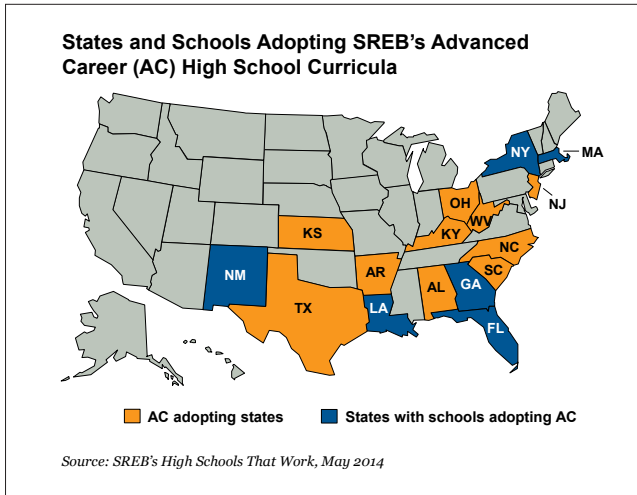 States and Schools Adopting SREB's Advanced
Career (AC) High School Curricula
NY
MA
OH
WV
NJ
KS
KY
NC
NM
AR
SC
TX
LA
AL
GA
FL
AC adopting states
States with schools adopting AC
Source: SREB's High Schools That Work, May 2014